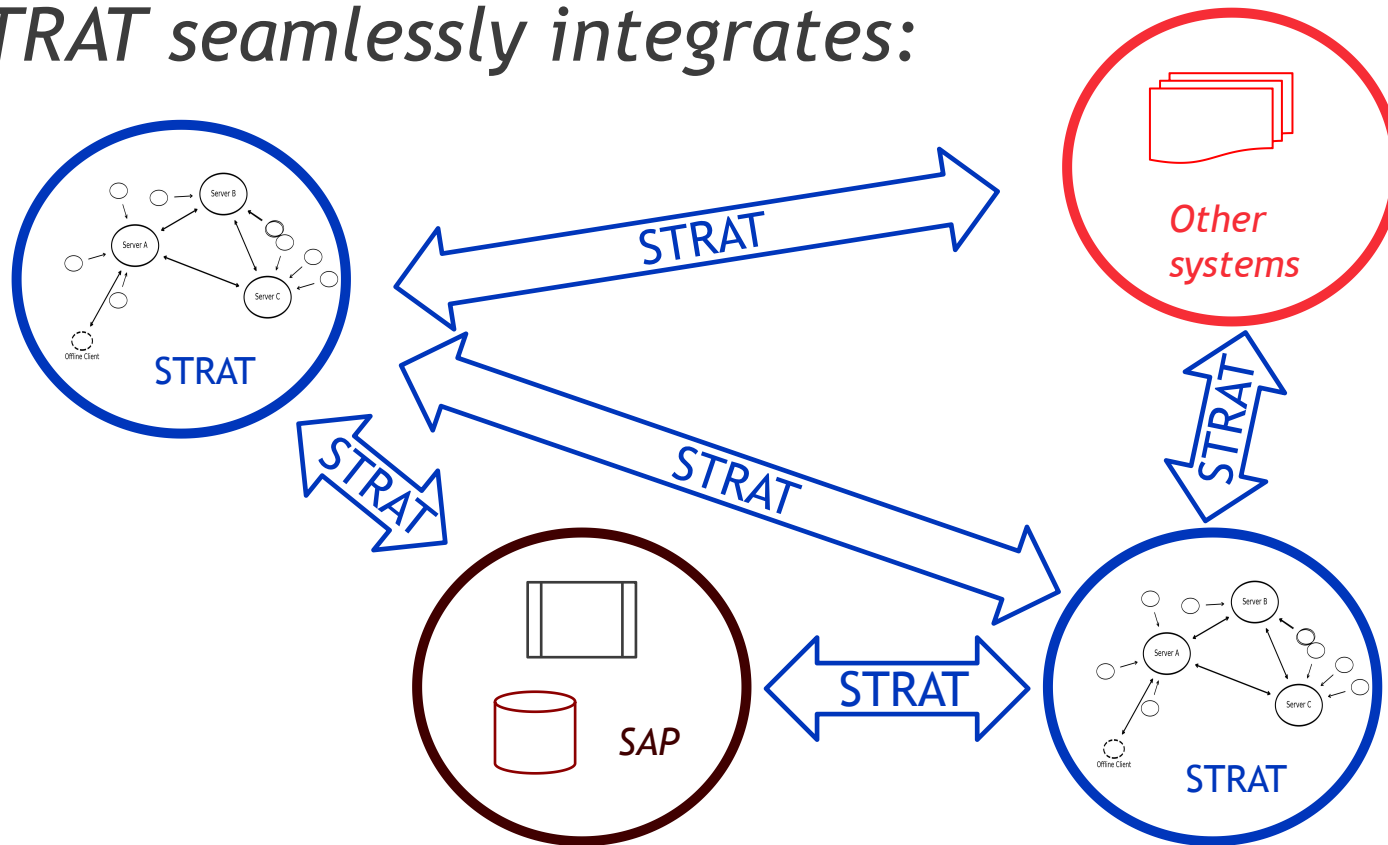 TRAT seamlessly integrates:
Server B
Server A
Server C
Offline Client
STRAT
STRAT
Other
systems
STRAT
STRAT
STRAT
SAP
STRAT
Server B
Server A
Server C
Offline Client
STRAT